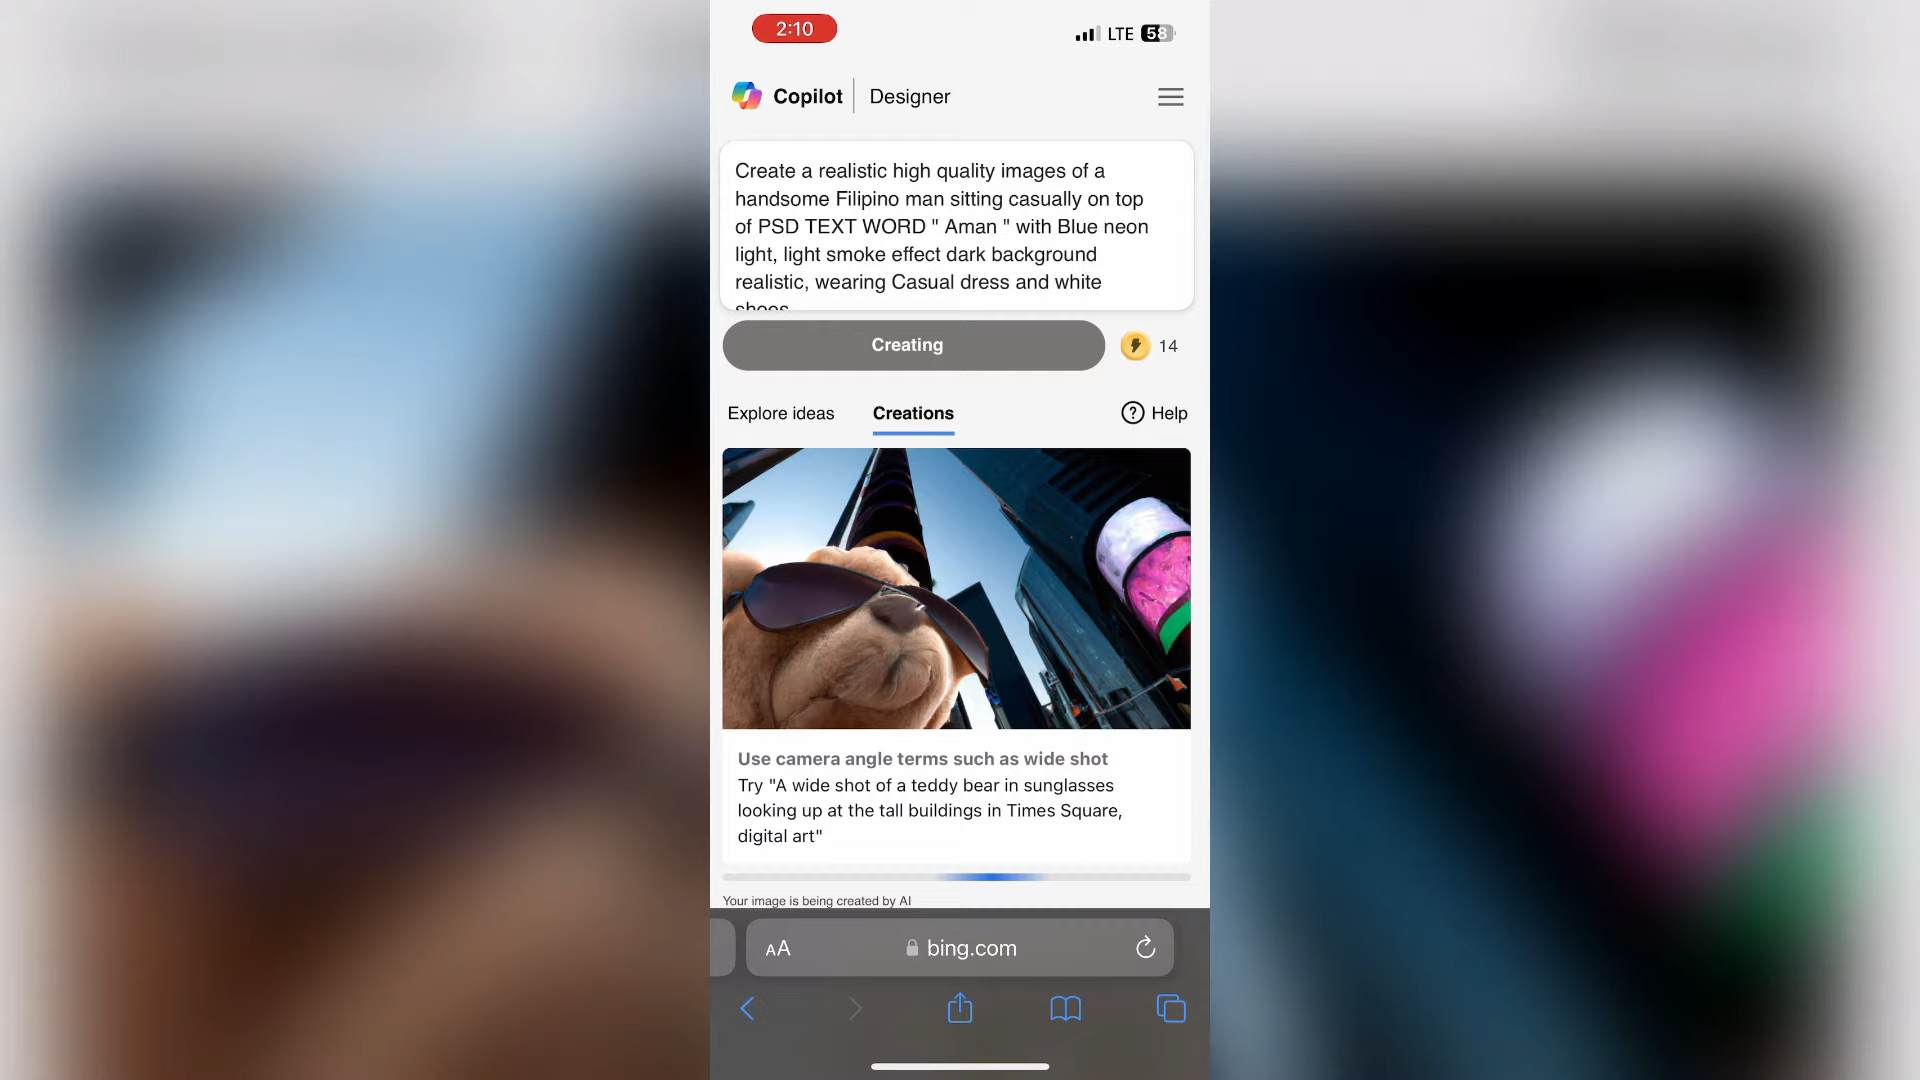 2:10
LTE 58
Copilot | Designer
Create a realistic high quality images of a
handsome Filipino man sitting casually on top
of PSD TEXT WORD " Aman " with Blue neon
light, light smoke effect dark background
realistic, wearing Casual dress and white
shoes
Creating
14
Explore ideas
Creations
? Help
Use camera angle terms such as wide shot
Try "A wide shot of a teddy bear in sunglasses
looking up at the tall buildings in Times Square,
digital art"
Your image is being created by AI
AA
bing.com